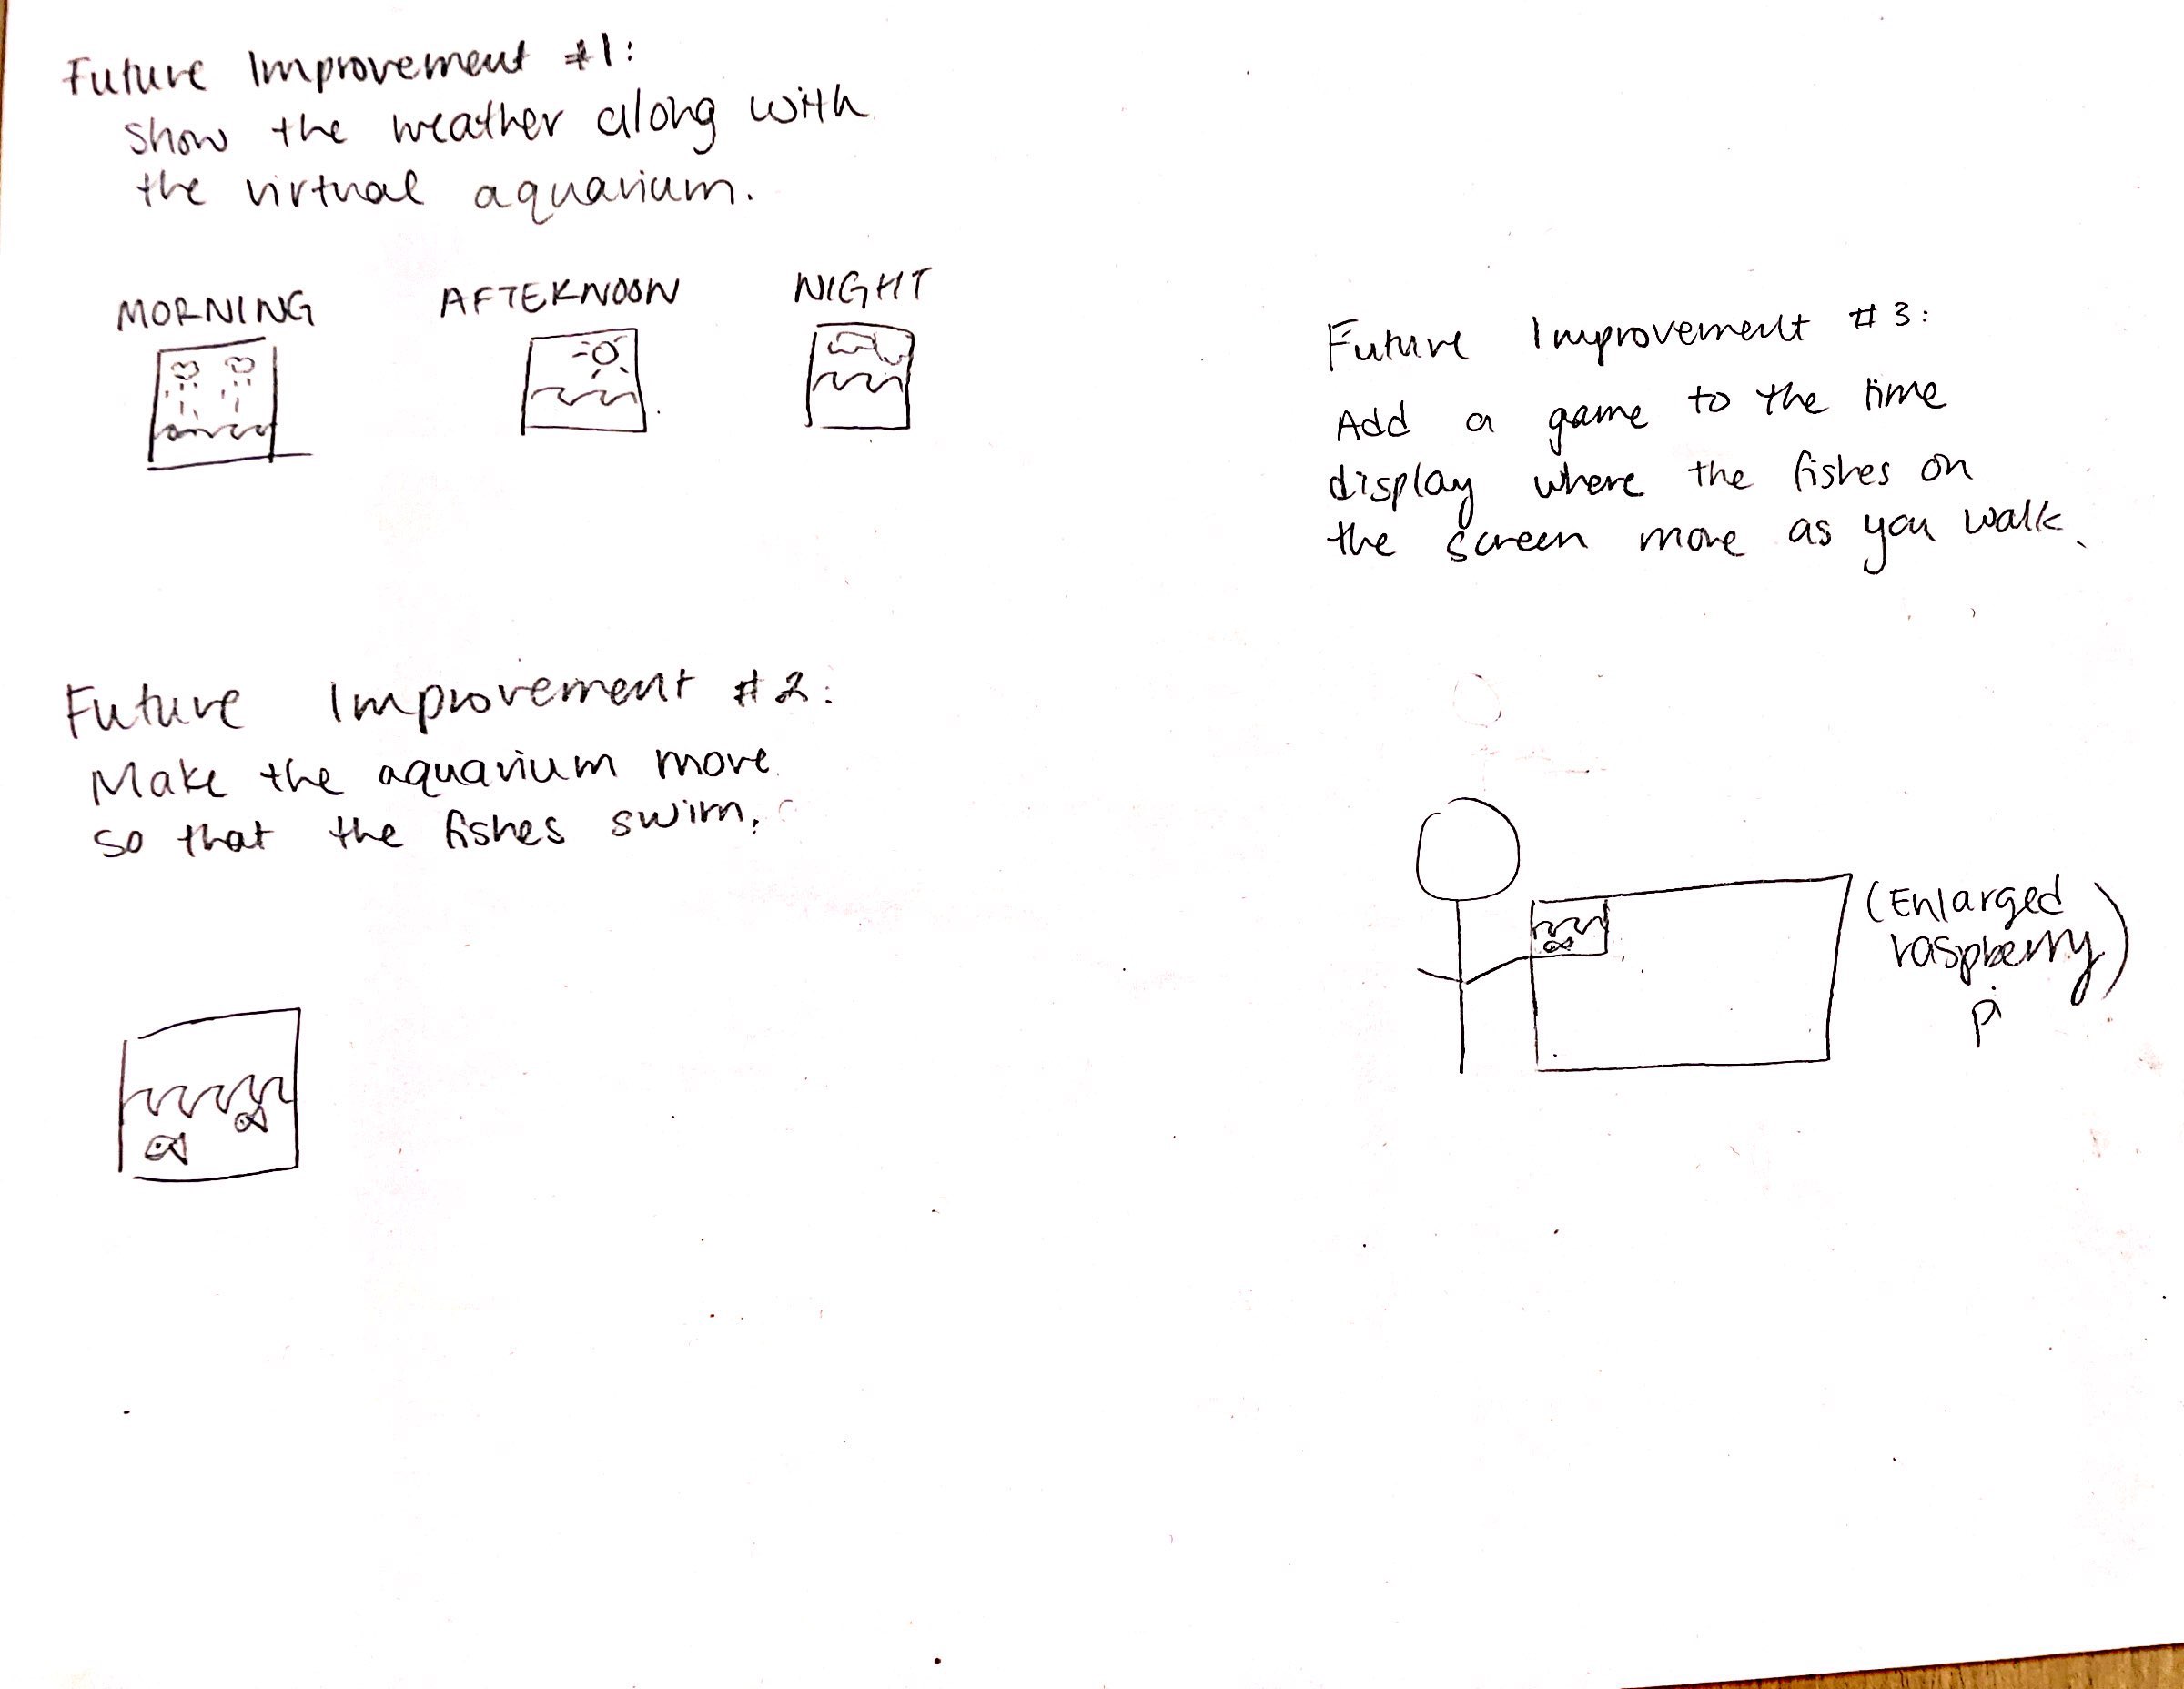 Future Improvement #1:
show the weather along with
the virtual aquarium.
MORNING
AFTERNOON
NIGHT
Future Improvement #2:
Make the aquarium move
so that the fishes swim.
Future Improvement #3:
Add a game to the time
display where the fishes on
the screen move as you walk.
(Enlarged
raspberry)
pi